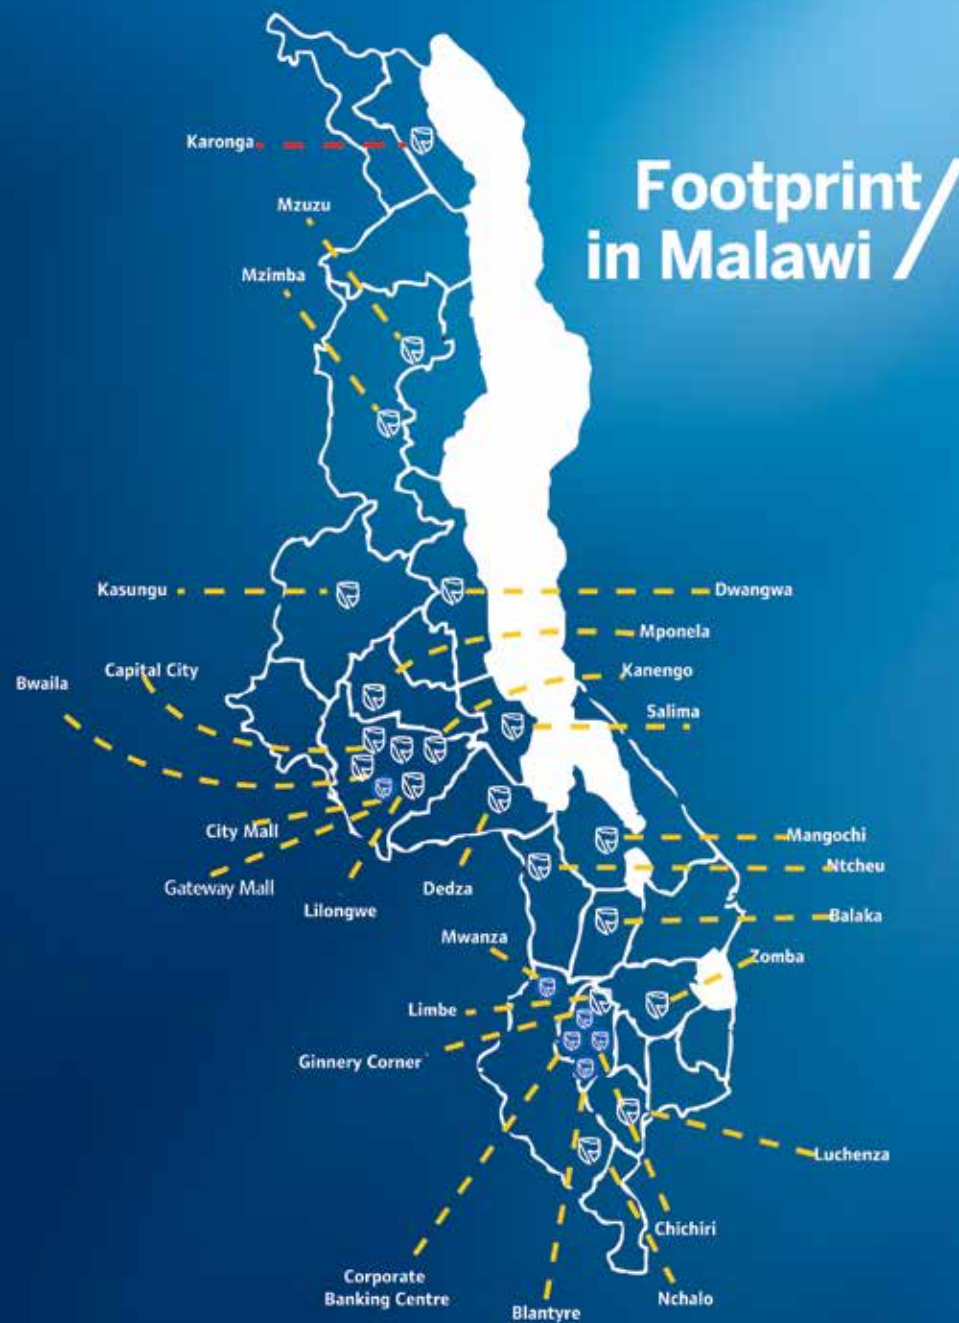 Footprint
in Malawi
Karonga
Mzuzu
Mzimba
Kasungu
Dwangwa
Mponela
Capital City
Kanengo
Bwaila
Salima
City Mall
Mangochi
Ntcheu
Gateway Mall
Dedza
Lilongwe
Balaka
Mwanza
Zomba
Limbe
Ginnery Corner
Luchenza
Chichiri
Corporate
Banking Centre
Nchalo
Blantyre